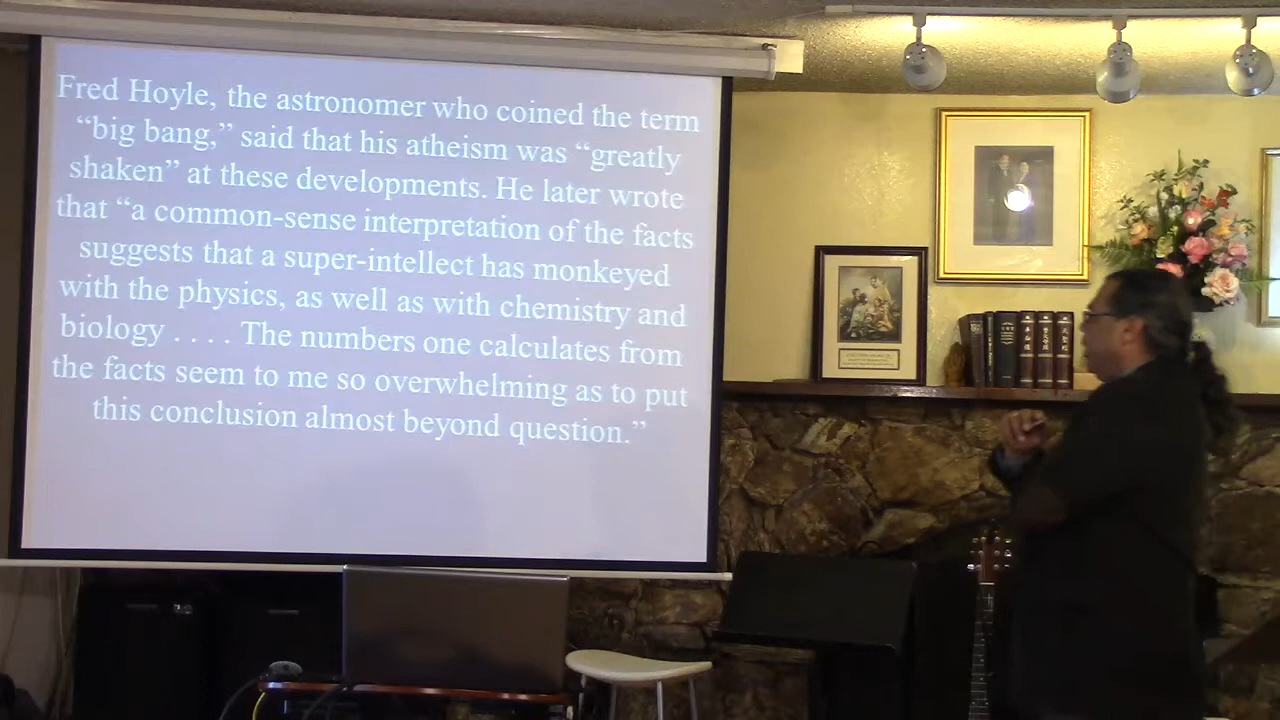 Fred Hoyle, the astronomer who coined the term
“big bang,” said that his atheism was “greatly
shaken” at these developments. He later wrote
that “a common-sense interpretation of the facts
suggests that a super-intellect has monkeyed
with the physics, as well as with chemistry and
biology . . . . The numbers one calculates from
the facts seem to me so overwhelming as to put
this conclusion almost beyond question.”